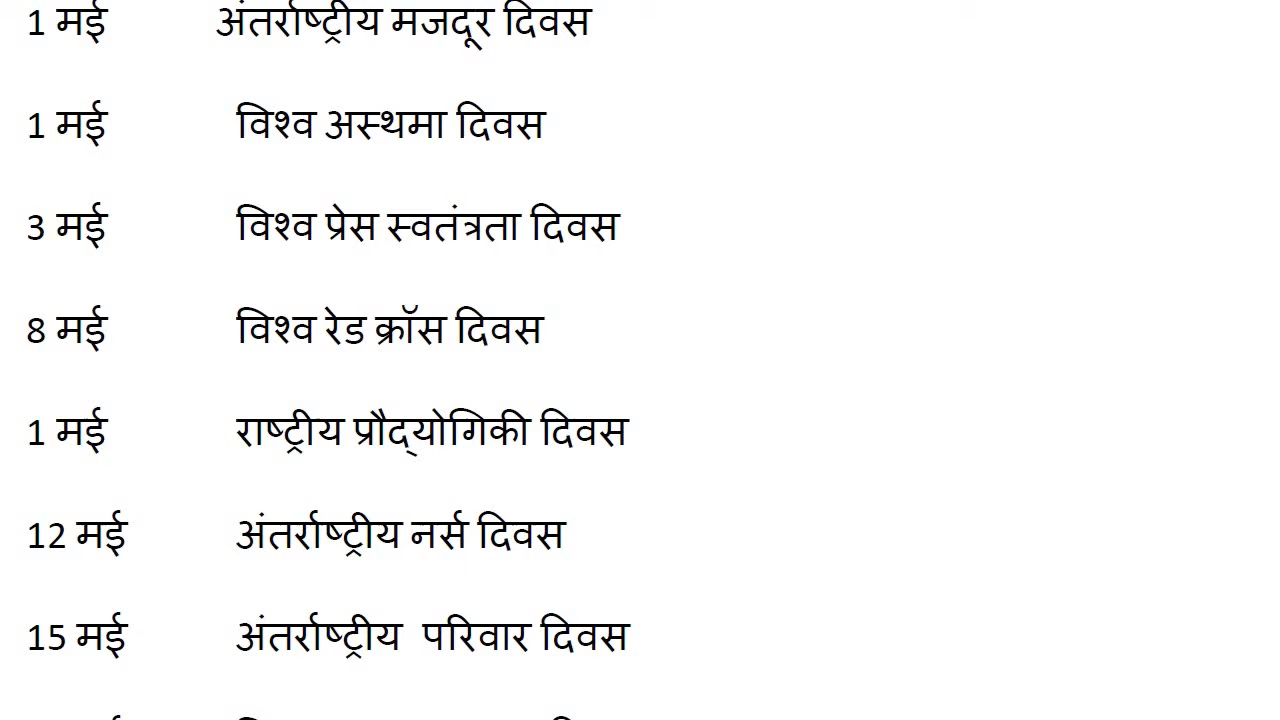 1 मई अंतर्राष्ट्रीय मजदूर दिवस
1 मई विश्व अस्थमा दिवस
3 मई विश्व प्रेस स्वतंत्रता दिवस
8 मई विश्व रेड क्रॉस दिवस
1 मई राष्ट्रीय प्रौद्योगिकी दिवस
12 मई अंतर्राष्ट्रीय नर्स दिवस
15 मई अंतर्राष्ट्रीय परिवार दिवस